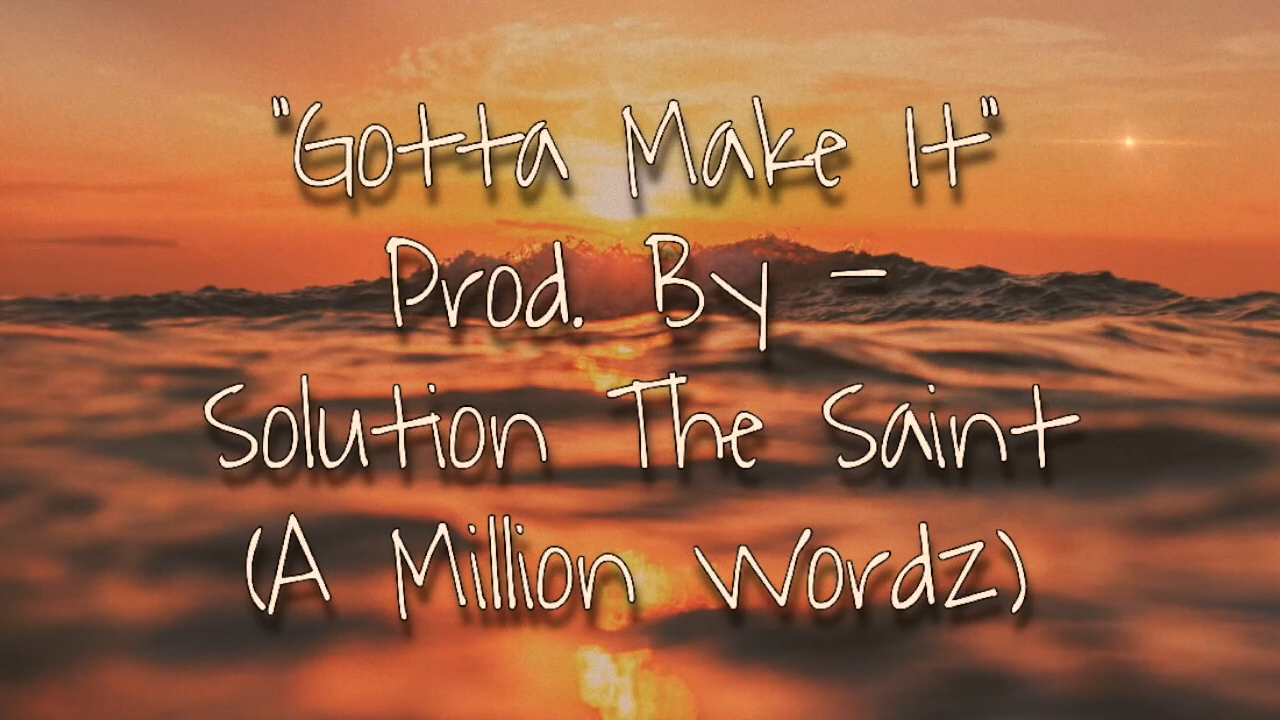 "Gotta Make It"
Prod. By -
Solution The Saint
(A Million Wordz)